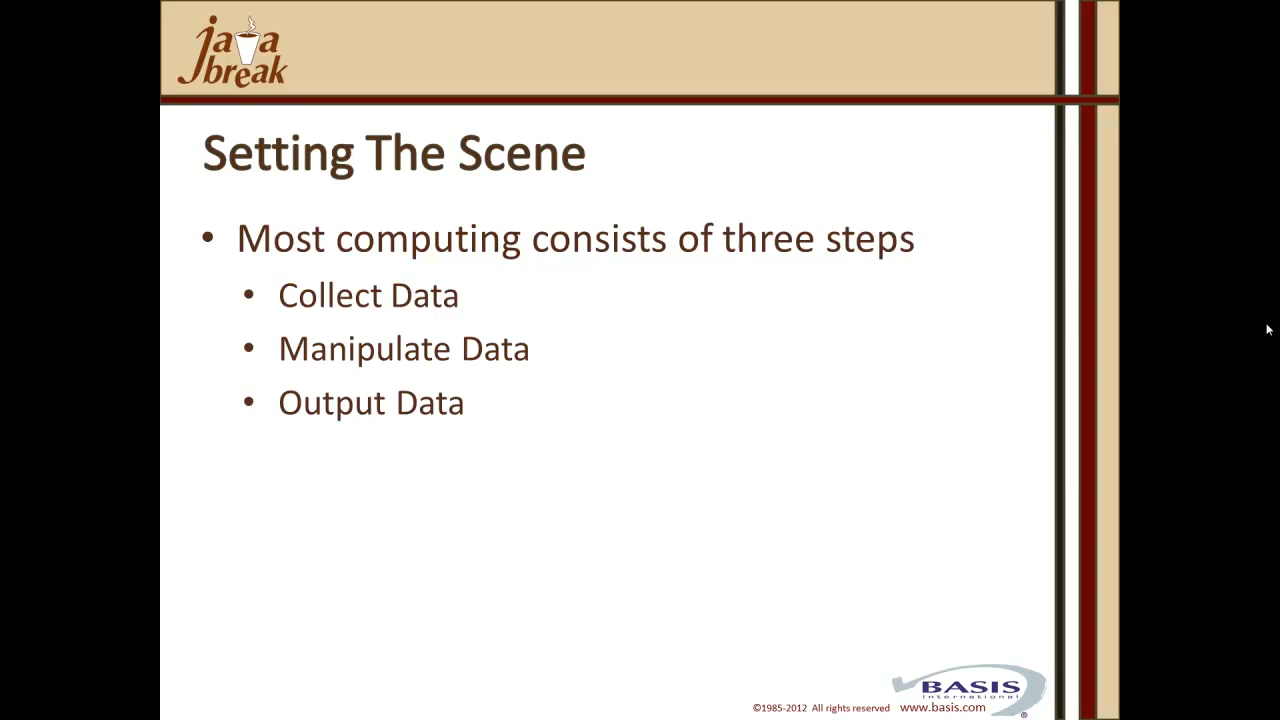 java
break
Setting The Scene
• Most computing consists of three steps
• Collect Data
• Manipulate Data
• Output Data
BASIS
International
®
©1985-2012 All rights reserved www.basis.com